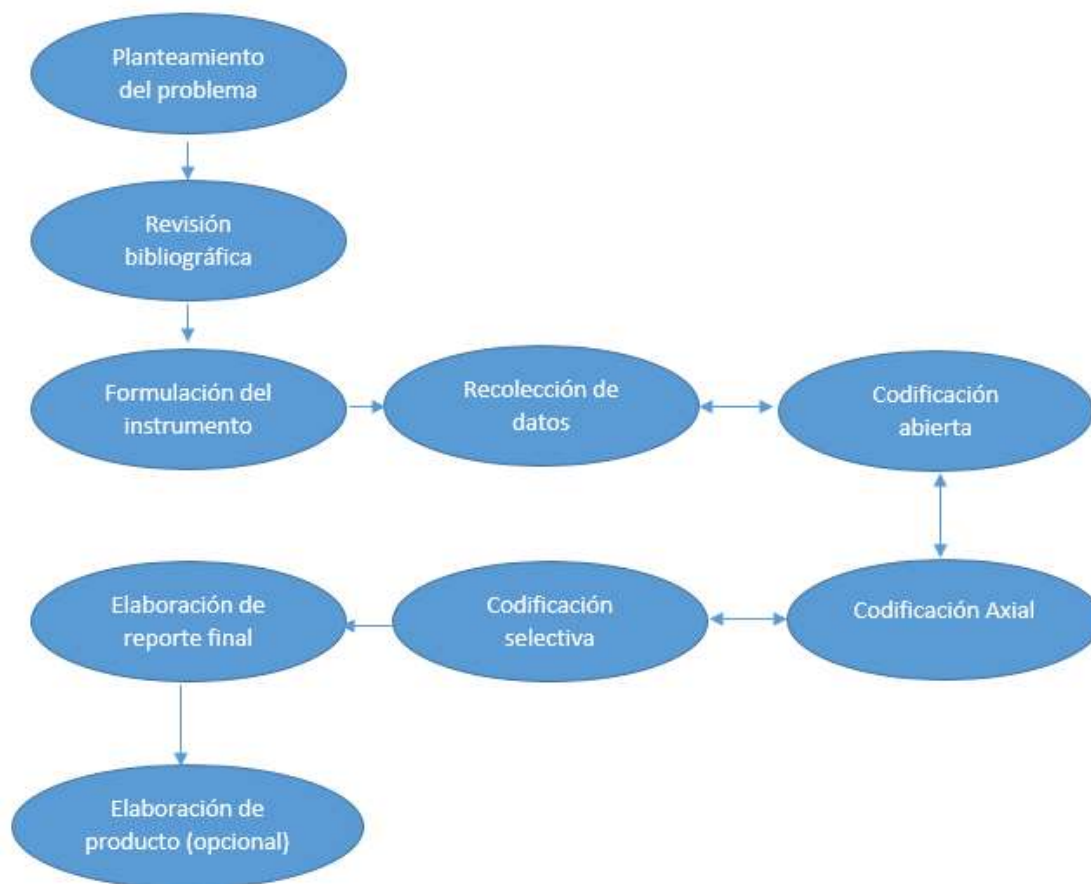 Planteamiento
del problema
Revisión
bibliográfica
Formulación del
instrumento
Recolección de
datos
Codificación
abierta
Codificación Axial
Codificación
selectiva
Elaboración de
reporte final
Elaboración de
producto (opcional)